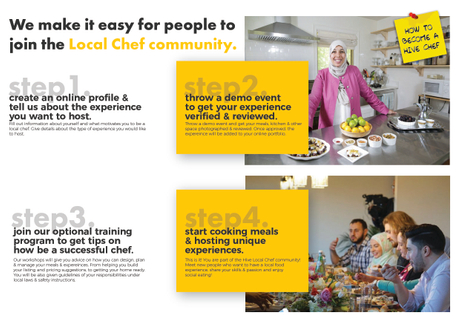 We make it easy for people to
join the Local Chef community.
HOW TO
BECOME A
HIVE CHEF
step1.
create an online profile &
tell us about the experience
you want to host.
Fill out information about yourself and what motivates you to be a
local chef. Give details about the type of experience you would like
to host.
step2.
throw a demo event
to get your experience
verified & reviewed.
Throw a demo event and get your meals, kitchen & other
space photographed & reviewed. Once approved, the
experience will be added to your online portfolio.
step3.
join our optional training
program to get tips on
how be a successful chef.
Our workshops will give you advice on how you can design, plan
& manage your meals & experiences. From helping you build
your listing and pricing suggestions to getting your home ready.
You will be also given guidelines of your responsibilities under
local laws & safety instructions.
step4.
start cooking meals
& hosting unique
experiences.
This is it! You are part of the Hive Local Chef community!
Meet new people who want to have a local food
experience, share your skills & passion and enjoy
social eating!